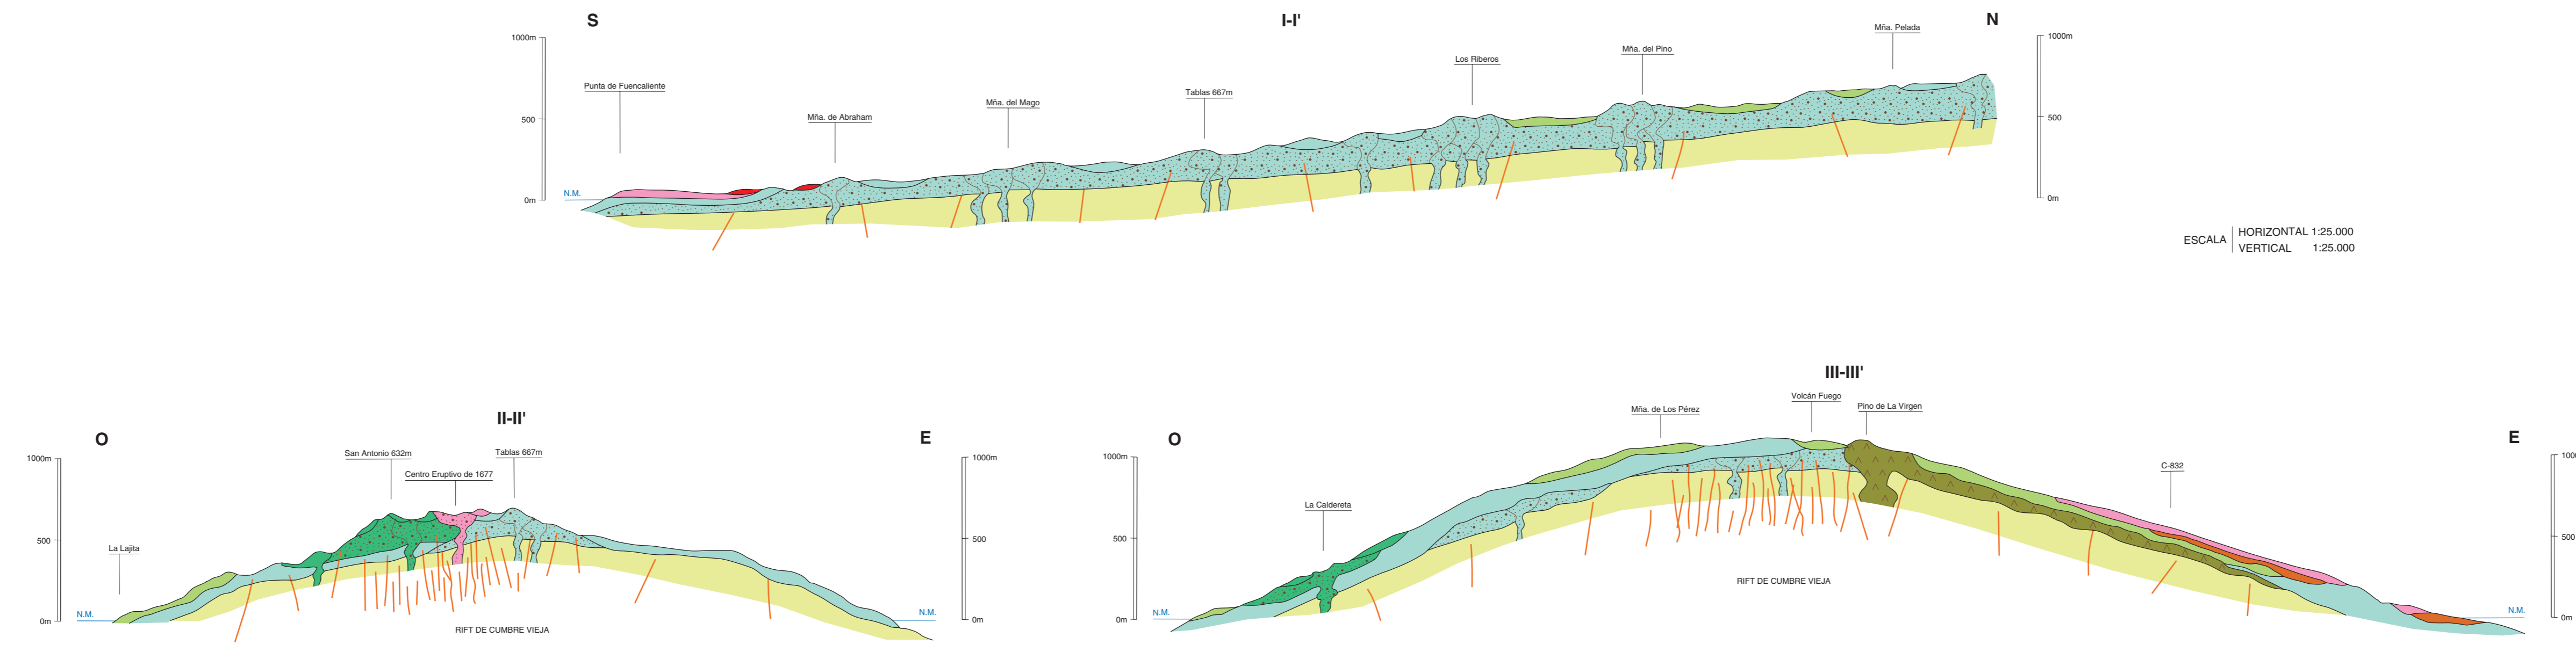 S
I-I'
N
1000m
500
0m
N.M.
Punta de Fuencaliente
Mña. de Abraham
Mña. del Mago
Tablas 667m
Los Riberos
Mña. del Pino
Mña. Pelada
1000m
500
0m
ESCALA
HORIZONTAL 1:25.000
VERTICAL 1:25.000
II-II'
O
E
1000m
500
0m
N.M.
La Lajita
San Antonio 632m
Centro Eruptivo de 1677
Tablas 667m
RIFT DE CUMBRE VIEJA
N.M.
1000m
500
0m
III-III'
O
E
1000m
500
0m
N.M.
La Caldereta
Mña. de Los Pérez
Volcán Fuego
Pino de La Virgen
C-832
RIFT DE CUMBRE VIEJA
N.M.
500
0m